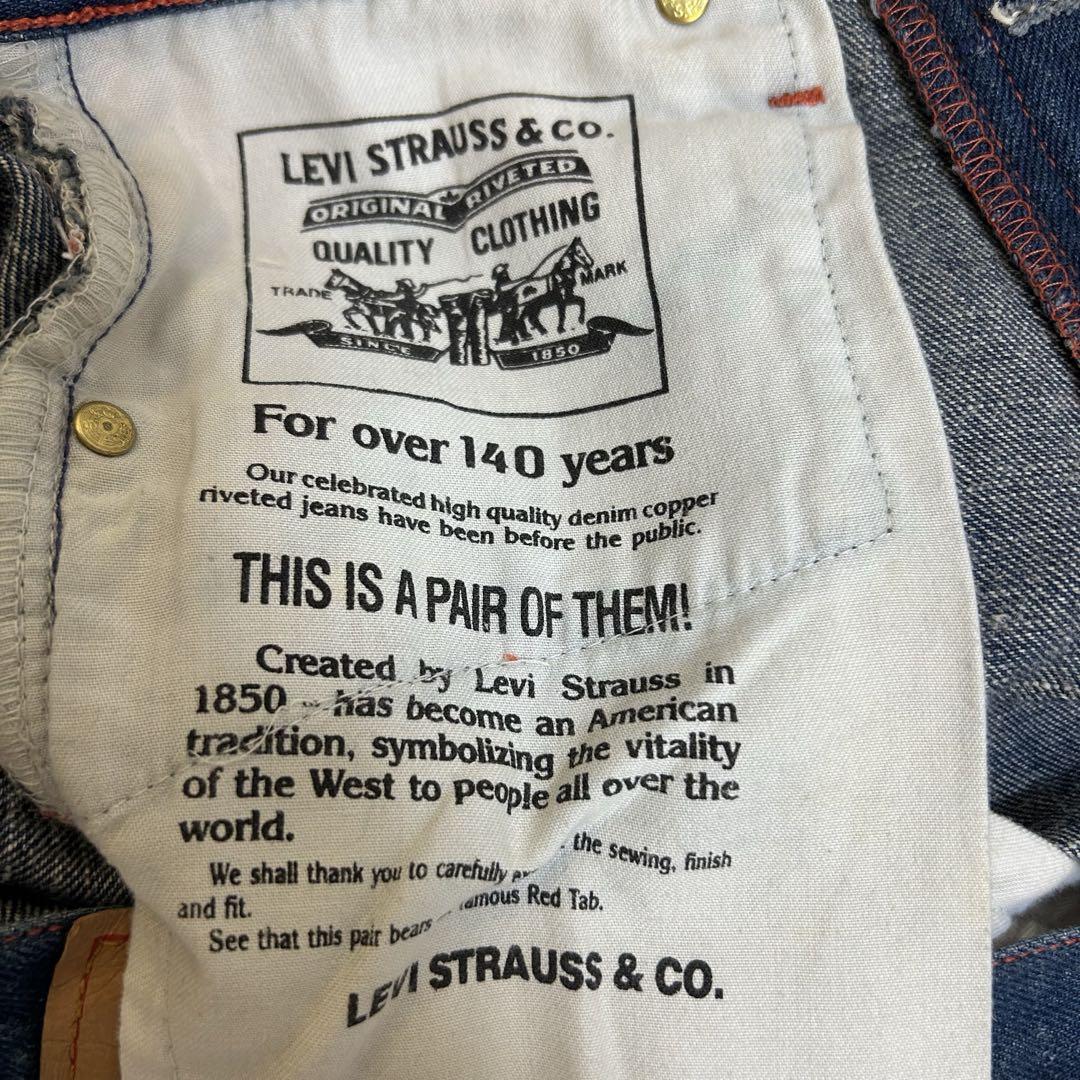 LEVI STRAUSS & CO.
ORIGINAL RIVETED
QUALITY CLOTHING
TRADE MARK
SINCE 1850
For over 140 years
Our celebrated high quality denim copper
riveted jeans have been before the public.
THIS IS A PAIR OF THEM!
Created by Levi Strauss in
1850 - has become an American
tradition, symbolizing the vitality
of the West to people all over the
world.
We shall thank you to carefully the sewing, finish
and fit.
See that this pair bears Red Tab.
LEVI STRAUSS & CO.